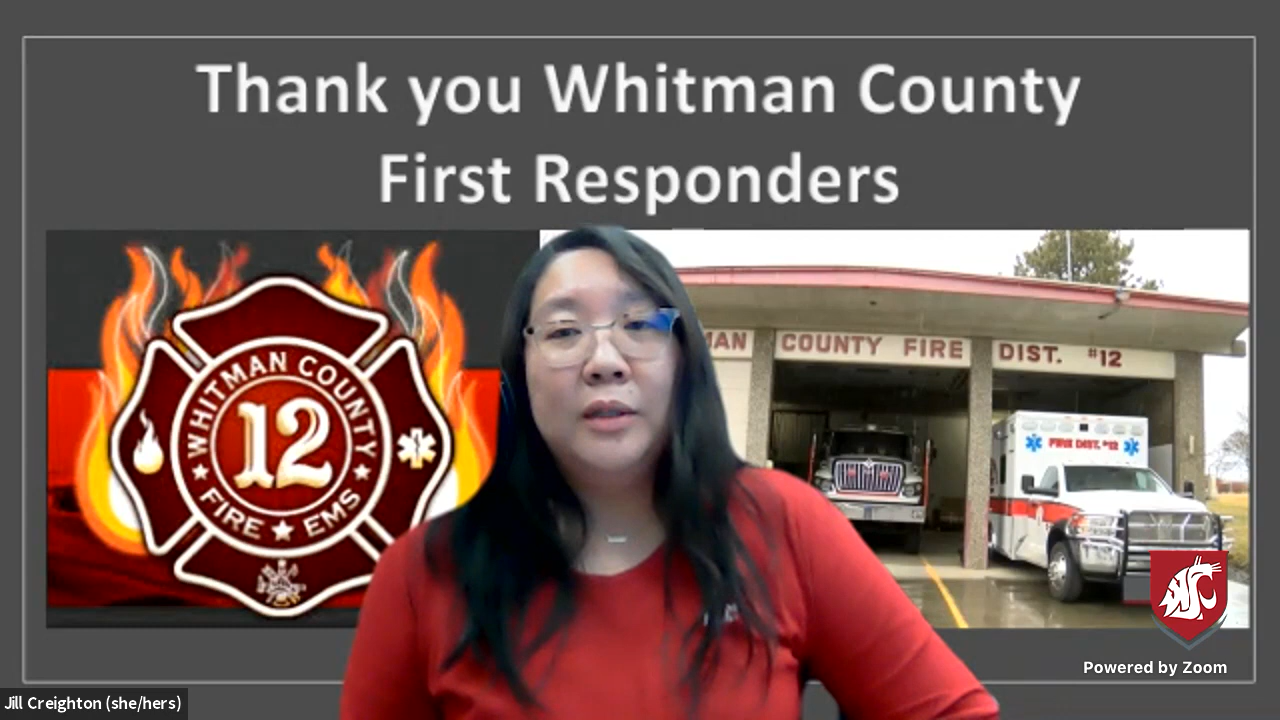 Thank you Whitman County
First Responders
WHITMAN COUNTY
12
FIRE ★ EMS
MAN COUNTY FIRE DIST. #12
FIRE DIST. #12
Powered by Zoom
Jill Creighton (she/hers)